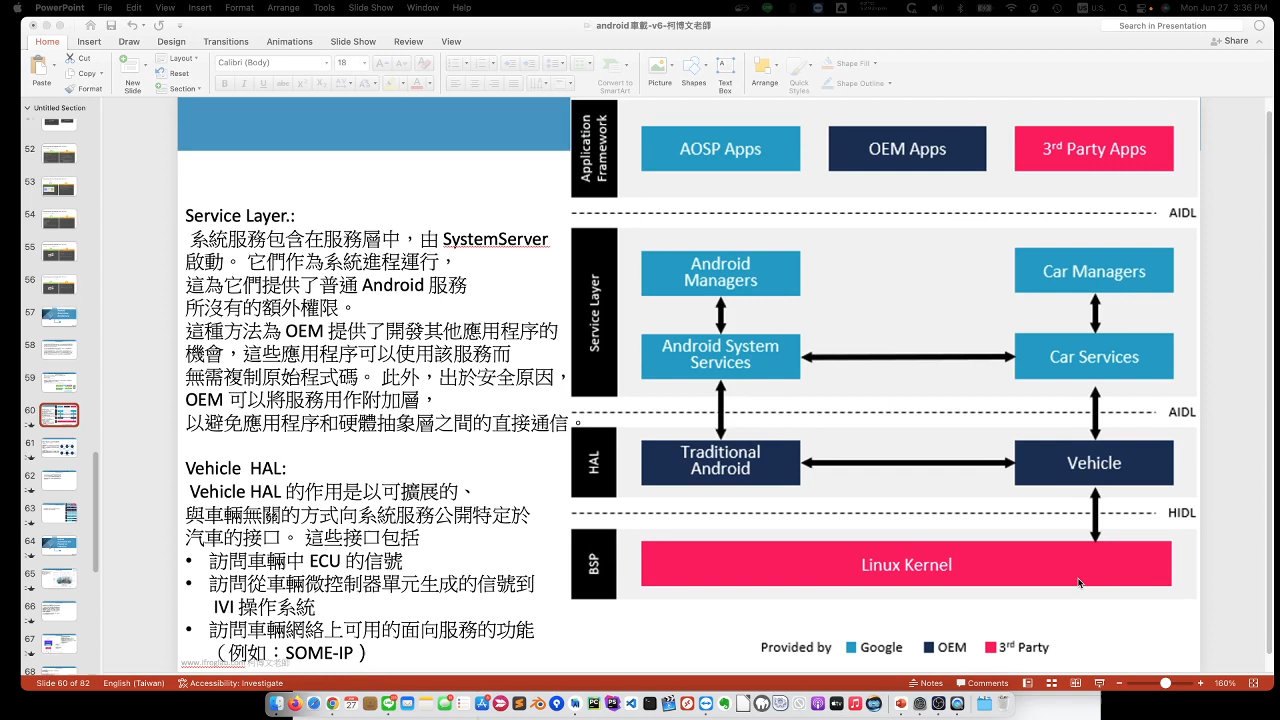 PowerPoint File Edit View Insert Format Arrange Tools Slide Show Window Help U.S. Mon Jun 27 3:36 PM
android車載-v6-柯博文老師
Search in Presentation
Home Insert Draw Design Transitions Animations Slide Show Review View Share
Paste Cut Copy Format
New Slide Layout Reset Section
Calibri (Body) 18
Convert to SmartArt
Picture Shapes Text Box Arrange Quick Styles Shape Fill Shape Outline
Untitled Section
52
53
54
55
56
57
58
59
60
61
62
63
64
65
66
67
68
Service Layer.:
系統服務包含在服務層中，由 SystemServer
啟動。 它們作為系統進程運行，
這為它們提供了普通 Android 服務
所沒有的額外權限。
這種方法為 OEM 提供了開發其他應用程序的
機會，這些應用程序可以使用該服務而
無需複制原始程式碼。 此外，出於安全原因，
OEM 可以將服務用作附加層，
以避免應用程序和硬體抽象層之間的直接通信。
Vehicle HAL:
Vehicle HAL 的作用是以可擴展的、
與車輛無關的方式向系統服務公開特定於
汽車的接口。 這些接口包括
• 訪問車輛中 ECU 的信號
• 訪問從車輛微控制器單元生成的信號到
IVI 操作系統
• 訪問車輛網絡上可用的面向服務的功能
（例如：SOME-IP）
www.ifroglab.com柯博文老師
Application Framework
AOSP Apps
OEM Apps
3rd Party Apps
AIDL
Service Layer
Android Managers
Car Managers
Android System Services
Car Services
AIDL
HAL
Traditional Android
Vehicle
HIDL
BSP
Linux Kernel
Provided by Google OEM 3rd Party
Slide 60 of 82 English (Taiwan) Accessibility: Investigate Notes Comments 160%